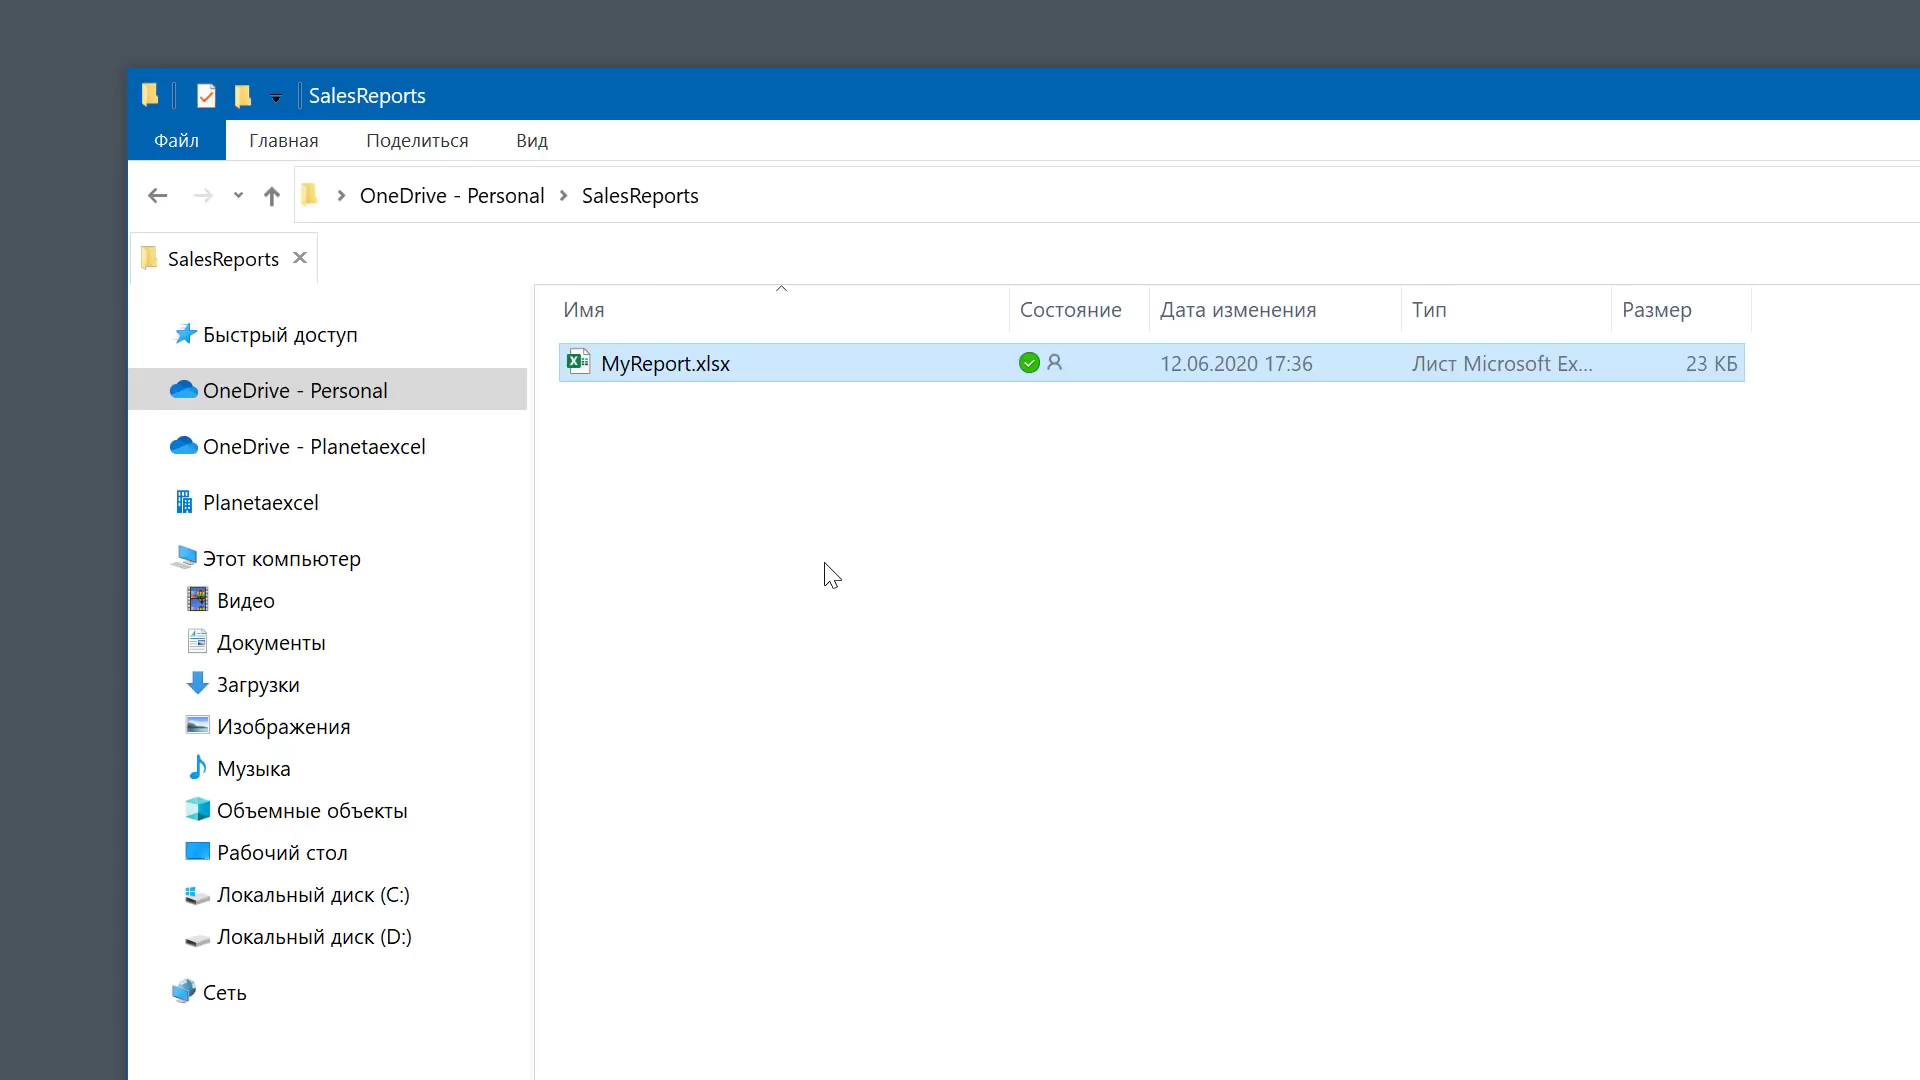 SalesReports
Файл Главная Поделиться Вид
OneDrive - Personal SalesReports
SalesReports
Имя Состояние Дата изменения Тип Размер
MyReport.xlsx 12.06.2020 17:36 Лист Microsoft Ex... 23 КБ
Быстрый доступ
OneDrive - Personal
OneDrive - Planetaexcel
Planetaexcel
Этот компьютер
Видео
Документы
Загрузки
Изображения
Музыка
Объемные объекты
Рабочий стол
Локальный диск (C:)
Локальный диск (D:)
Сеть